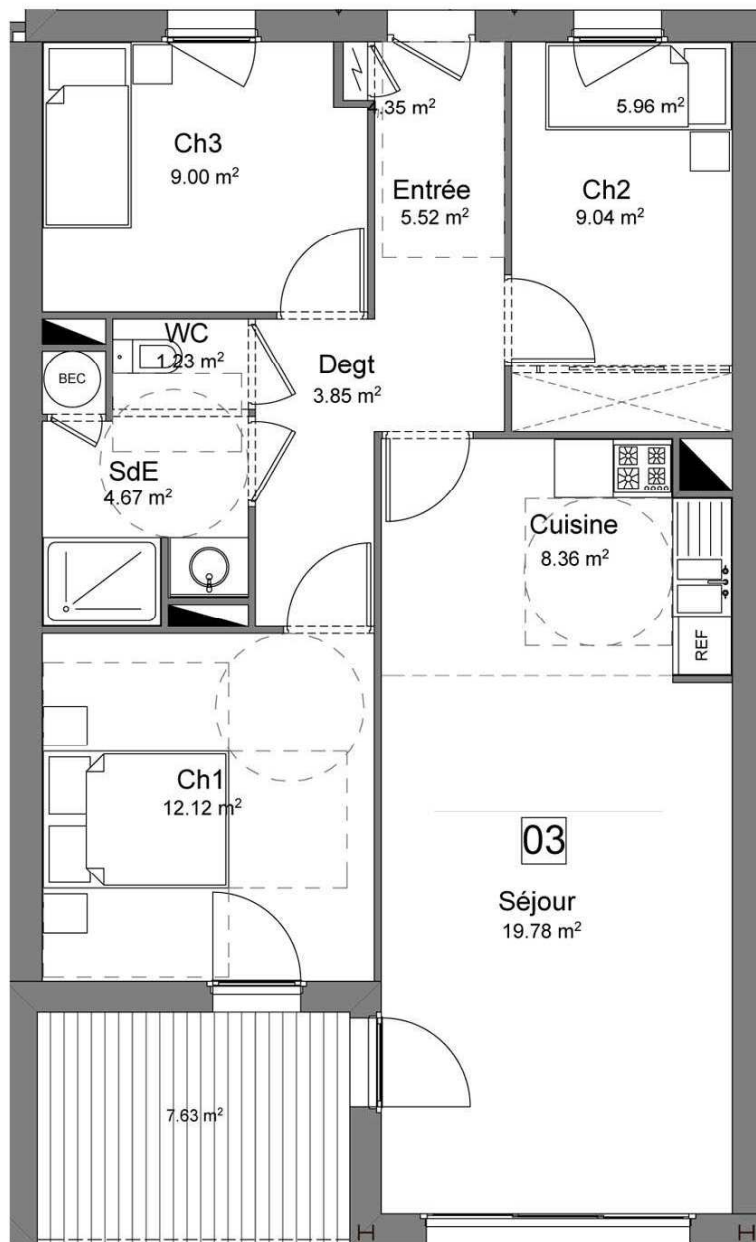 4.35 m²
5.96 m²
Ch3
9.00 m²
Entrée
5.52 m²
Ch2
9.04 m²
WC
1.23 m²
Degt
3.85 m²
BEC
SdE
4.67 m²
Cuisine
8.36 m²
REF
Ch1
12.12 m²
03
Séjour
19.78 m²
7.63 m²